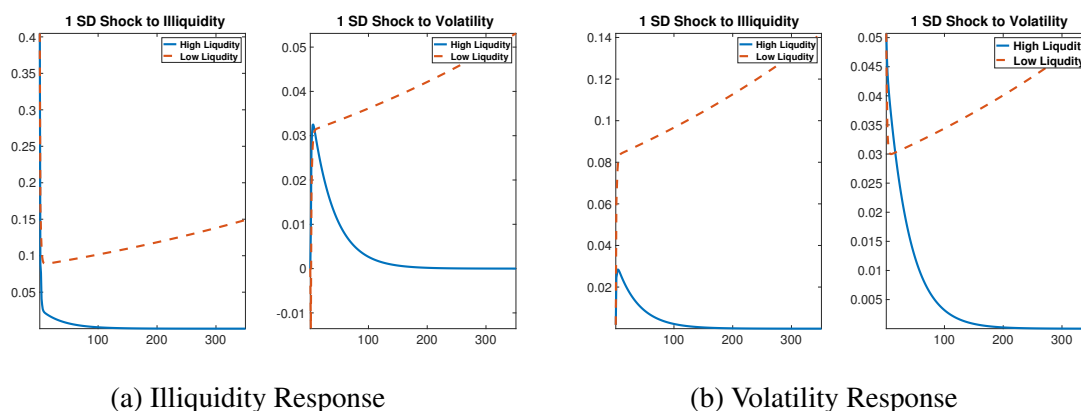 1 SD Shock to Illiquidity
0.4
0.35
0.3
0.25
0.2
0.15
0.1
0.05
100 200 300
High Liqudity
Low Liqudity
1 SD Shock to Volatility
0.05
0.04
0.03
0.02
0.01
0
-0.01
100 200 300
High Liqudity
Low Liqudity
(a) Illiquidity Response
1 SD Shock to Illiquidity
0.14
0.12
0.1
0.08
0.06
0.04
0.02
100 200 300
High Liqudity
Low Liqudity
1 SD Shock to Volatility
0.05
0.045
0.04
0.035
0.03
0.025
0.02
0.015
0.01
0.005
100 200 300
High Liqudit
Low Liqudit
(b) Volatility Response